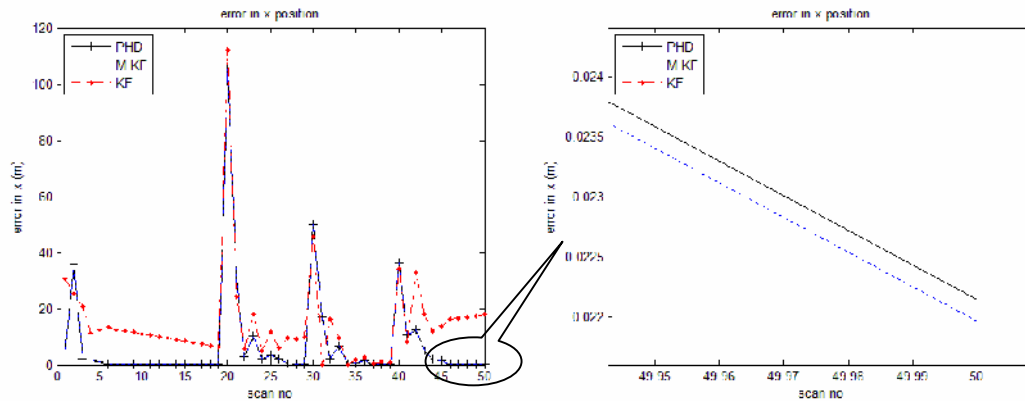 error in x position
120
100
80
60
40
20
0
error in x (m)
PHD
M KF
KF
0 5 10 15 20 25 30 35 40 45 50
scan no
error in x position
0.024
0.0235
0.023
0.0225
0.022
error in x (m)
PHD
M KF
KF
49.95 49.96 49.97 49.98 49.99 50
scan no